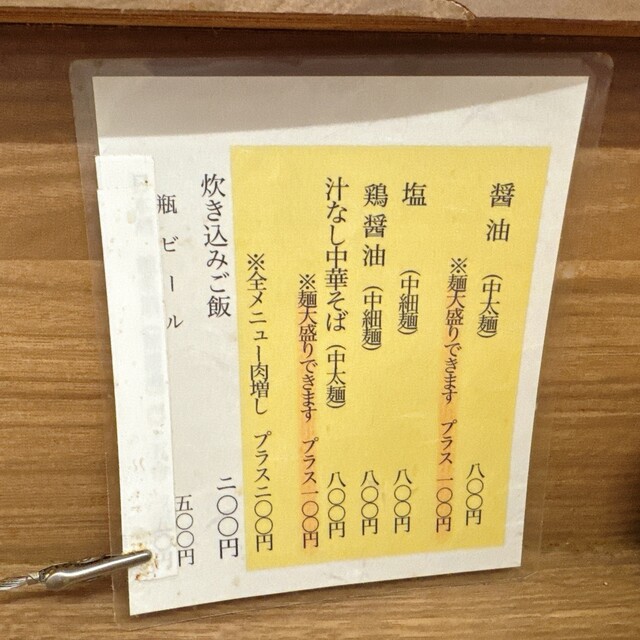 醤油（中太麺）　八〇〇円
※麺大盛りできます　プラス一〇〇円
塩　（中細麺）　八〇〇円
鶏醤油（中細麺）　八〇〇円
汁なし中華そば（中太麺）　八〇〇円
※麺大盛りできます　プラス一〇〇円
※全メニュー肉増し　プラス二〇〇円
炊き込みご飯　二〇〇円
瓶ビール　五〇〇円